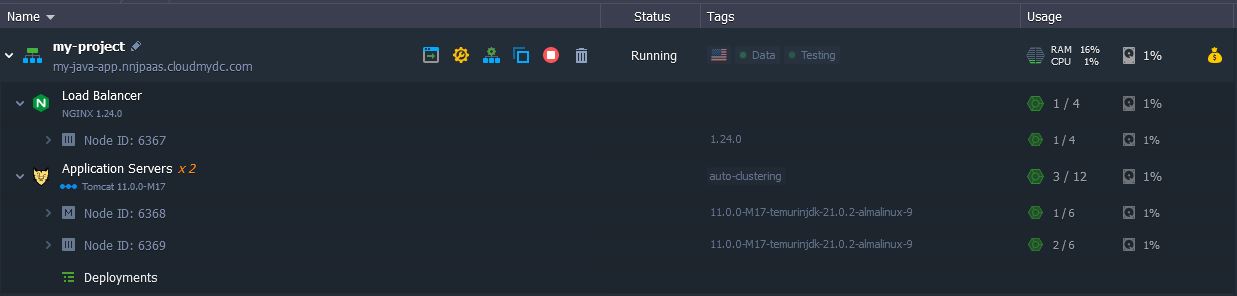 Name Status Tags Usage
my-project Running Data Testing RAM 16% CPU 1% 1%
my-java-app.nnjpaas.cloudmydc.com
Load Balancer 1 / 4 1%
NGINX 1.24.0
Node ID: 6367 1.24.0 1 / 4 1%
Application Servers x 2 auto-clustering 3 / 12 1%
Tomcat 11.0.0-M17
M Node ID: 6368 11.0.0-M17-temurinjdk-21.0.2-almalinux-9 1 / 6 1%
Node ID: 6369 11.0.0-M17-temurinjdk-21.0.2-almalinux-9 2 / 6 1%
Deployments